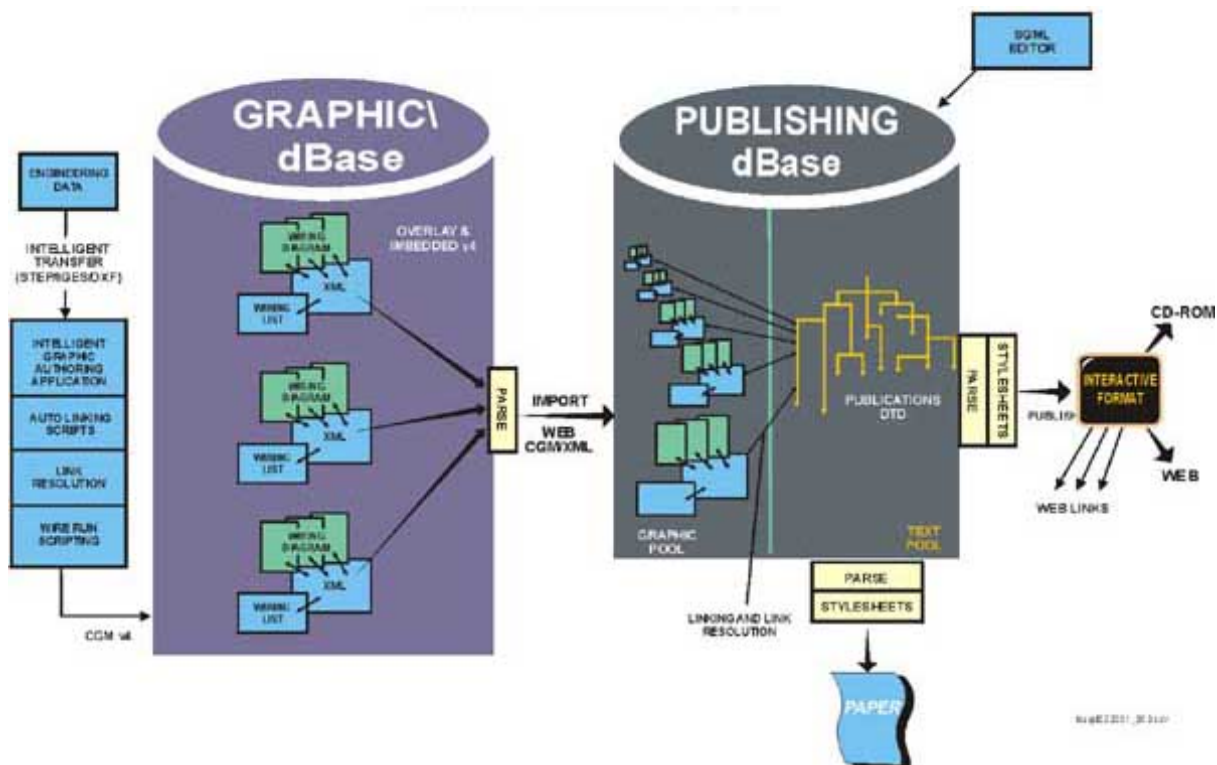 SGML
EDITOR
GRAPHIC\
dBase
PUBLISHING
dBase
ENGINEERING
DATA
INTELLIGENT
TRANSFER
(STEP/IGES/DXF)
INTELLIGENT
GRAPHIC
AUTHORING
APPLICATION
AUTO LINKING
SCRIPTS
LINK
RESOLUTION
WIRE RUN
SCRIPTING
CGM v4
OVERLAY &
IMBEDDED v4
WIRING
DIAGRAM
XML
WIRING
LIST
WIRING
DIAGRAM
XML
WIRING
LIST
WIRING
DIAGRAM
XML
WIRING
LIST
PARSE
IMPORT
WEB
CGM/XML
GRAPHIC
POOL
PUBLICATIONS
DTD
TEXT
POOL
LINKING AND LINK
RESOLUTION
PARSE
STYLESHEETS
PUBLISH
INTERACTIVE
FORMAT
CD-ROM
WEB
WEB LINKS
PARSE
STYLESHEETS
PAPER